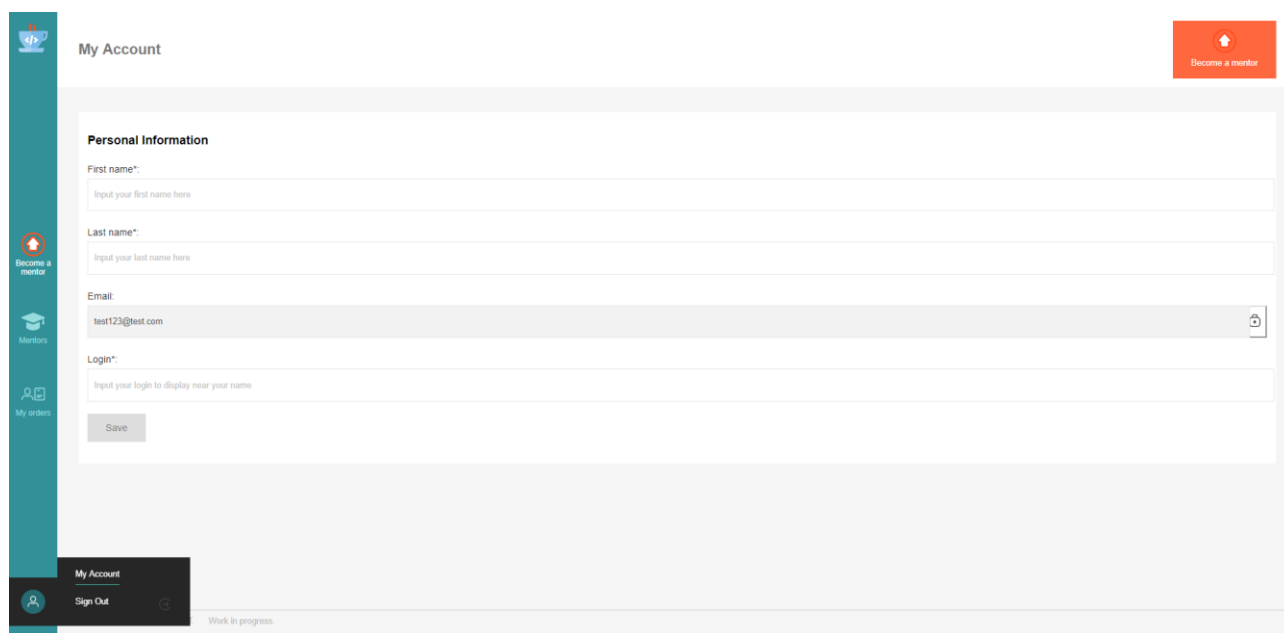 </>
My Account
Become a mentor
Personal Information
First name*:
Input your first name here
Last name*:
Input your last name here
Become a
mentor
Email:
test123@test.com
Mentors
Login*:
Input your login to display near your name
My orders
Save
My Account
Sign Out
Work in progress.